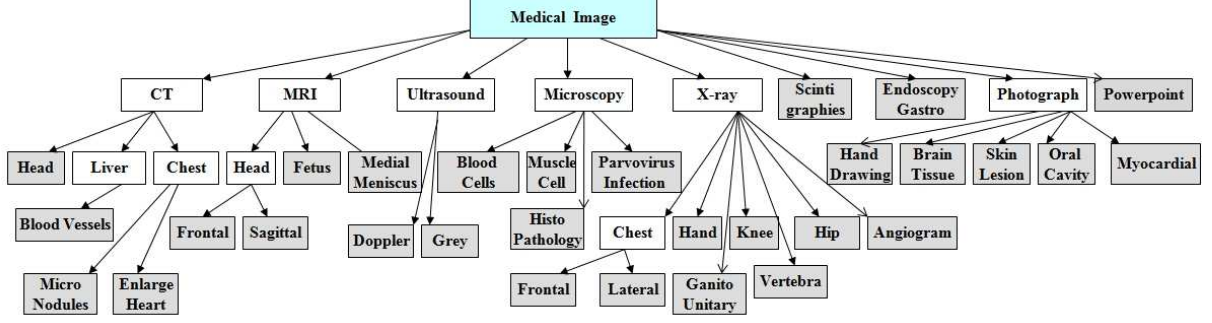 Medical Image
CT
MRI
Ultrasound
Microscopy
X-ray
Scinti
graphies
Endoscopy
Gastro
Photograph
Powerpoint
Head
Liver
Chest
Head
Fetus
Medial
Meniscus
Blood
Cells
Muscle
Cell
Parvovirus
Infection
Hand
Drawing
Brain
Tissue
Skin
Lesion
Oral
Cavity
Myocardial
Blood Vessels
Frontal
Sagittal
Doppler
Grey
Histo
Pathology
Chest
Hand
Knee
Hip
Angiogram
Micro
Nodules
Enlarge
Heart
Frontal
Lateral
Ganito
Unitary
Vertebra